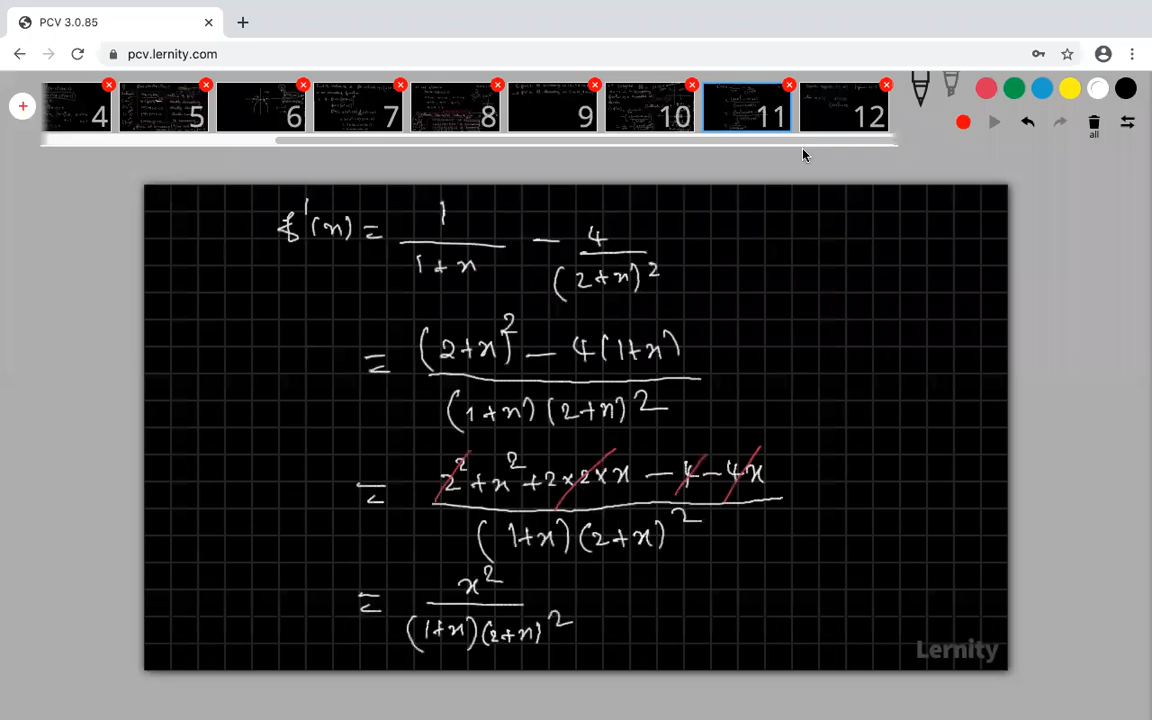 PCV 3.0.85
pcv.lernity.com
4 5 6 7 8 9 10 11 12
all
f'(x) = 1/(1+x) - 4/(2+x)²
= ((2+x)² - 4(1+x))/((1+x)(2+x)²)
= (2²+x²+2×2×x - 4 - 4x)/((1+x)(2+x)²)
= x²/((1+x)(2+x)²)
Lernity